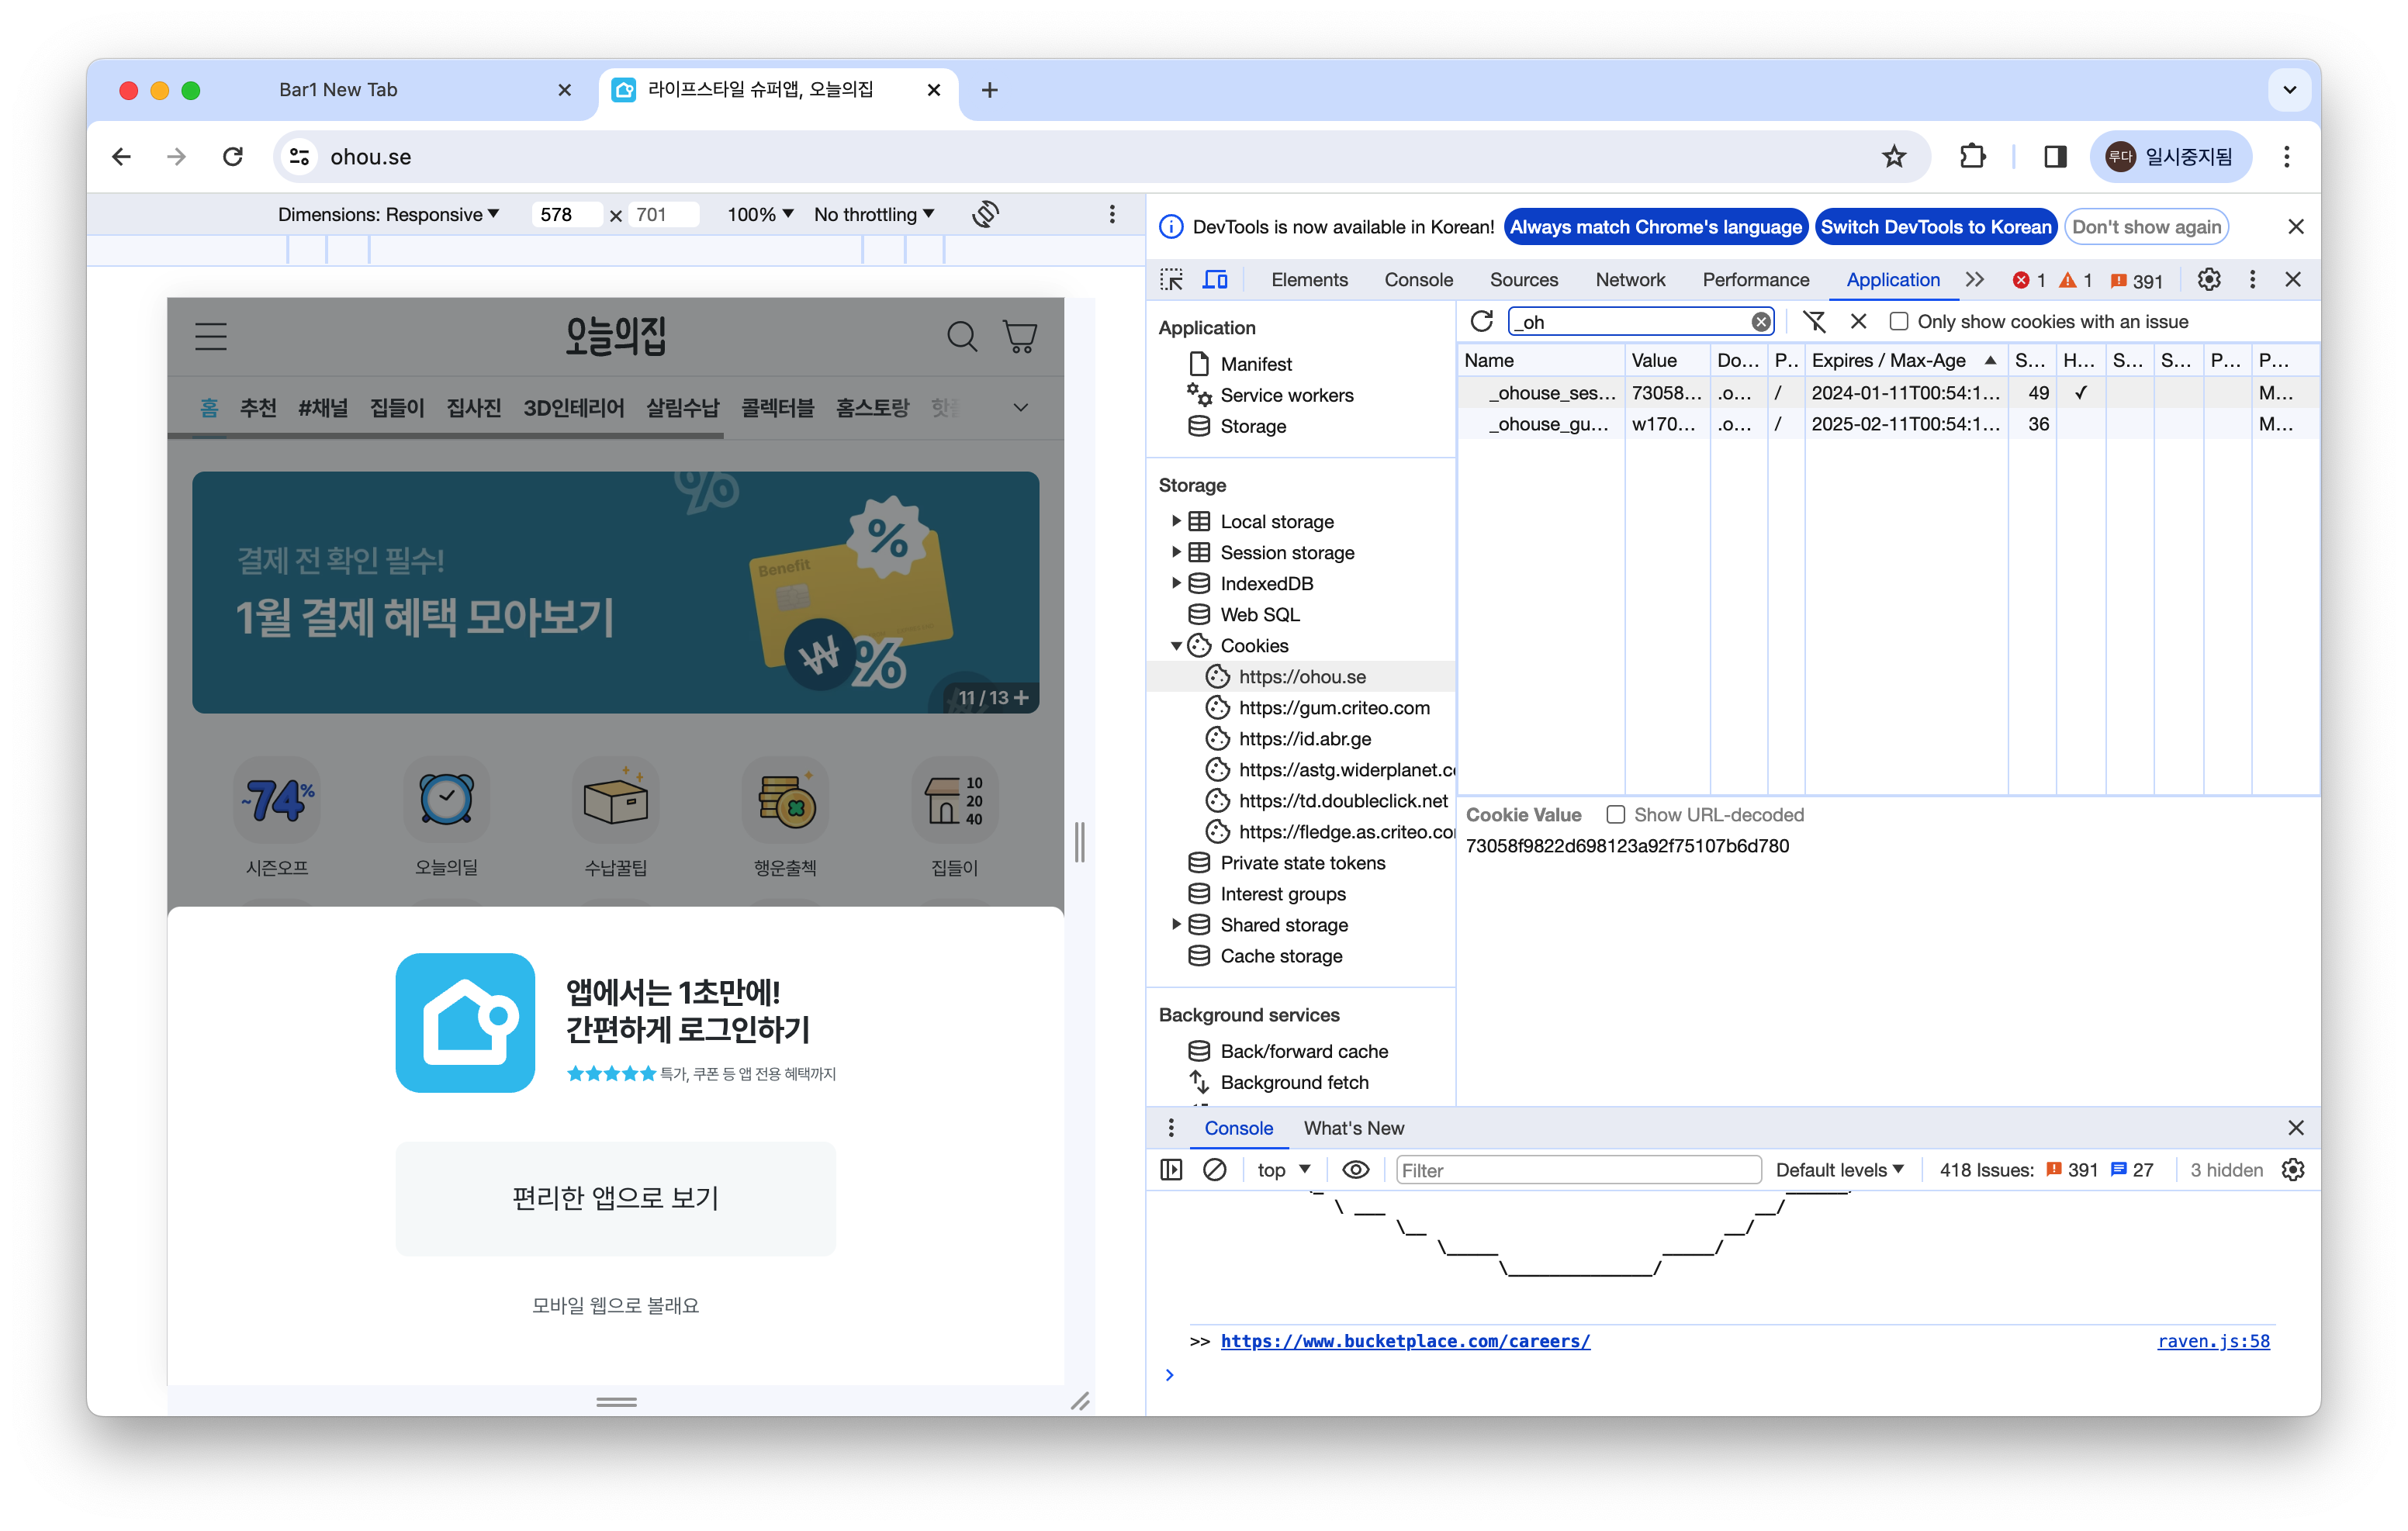 Bar1 New Tab
라이프스타일 슈퍼앱, 오늘의집
ohou.se
루다 일시중지됨
Dimensions: Responsive 578 × 701 100% No throttling
DevTools is now available in Korean! Always match Chrome's language Switch DevTools to Korean Don't show again
Elements Console Sources Network Performance Application 1 1 391
오늘의집
홈 추천 #채널 집들이 집사진 3D인테리어 살림수납 콜렉터블 홈스토랑
결제 전 확인 필수!
1월 결제 혜택 모아보기
Benefit
%
%
₩%
11 / 13 +
~74%
10
20
40
시즌오프 오늘의딜 수납꿀팁 행운출첵 집들이
앱에서는 1초만에!
간편하게 로그인하기
특가, 쿠폰 등 앱 전용 혜택까지
편리한 앱으로 보기
모바일 웹으로 볼래요
Application
Manifest
Service workers
Storage
Storage
Local storage
Session storage
IndexedDB
Web SQL
Cookies
https://ohou.se
https://gum.criteo.com
https://id.abr.ge
https://astg.widerplanet.co
https://td.doubleclick.net
https://fledge.as.criteo.co
Private state tokens
Interest groups
Shared storage
Cache storage
Background services
Back/forward cache
Background fetch
_oh Only show cookies with an issue
Name Value Do... P.. Expires / Max-Age S... H... S... S... P... P...
_ohouse_ses... 73058... .o... / 2024-01-11T00:54:1... 49 ✓ M...
_ohouse_gu... w170... .o... / 2025-02-11T00:54:1... 36 M...
Cookie Value Show URL-decoded
73058f9822d698123a92f75107b6d780
Console What's New
top Filter Default levels 418 Issues: 391 27 3 hidden
>> https://www.bucketplace.com/careers/ raven.js:58